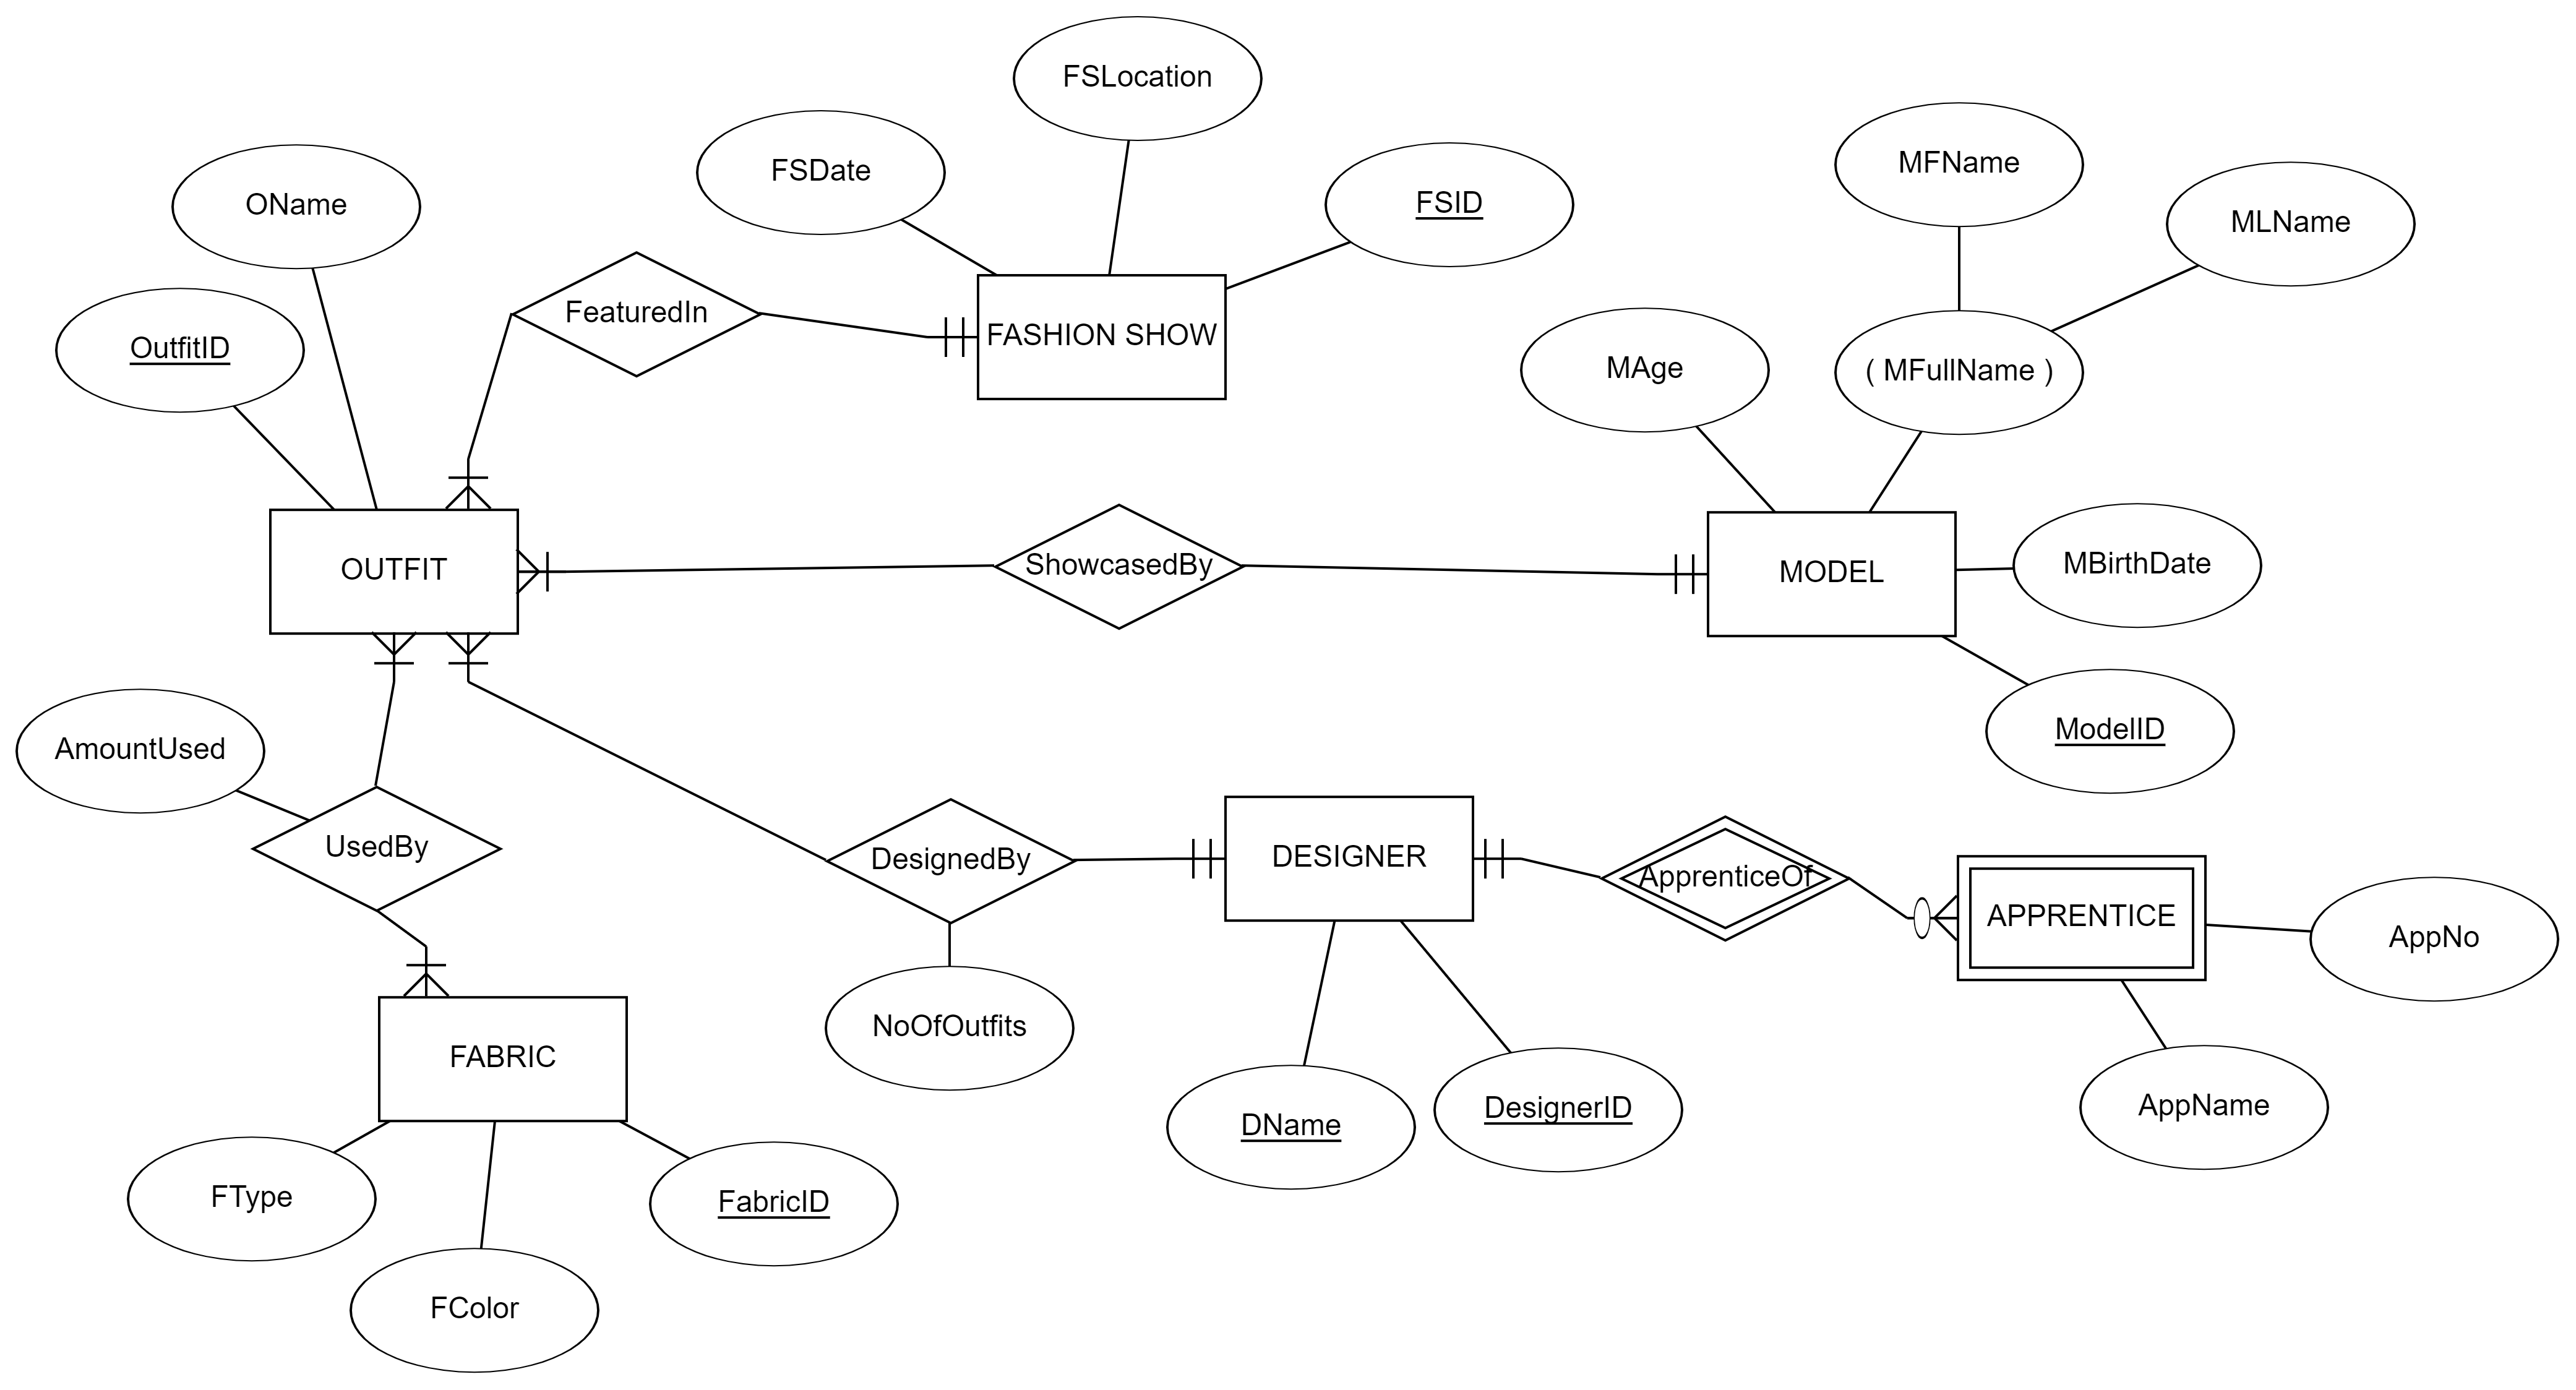 FSLocation
MFName
FSDate
FSID
OName
MLName
FeaturedIn
FASHION SHOW
OutfitID
MAge
( MFullName )
OUTFIT
ShowcasedBy
MODEL
MBirthDate
ModelID
AmountUsed
UsedBy
DesignedBy
DESIGNER
ApprenticeOf
APPRENTICE
AppNo
NoOfOutfits
FABRIC
DName
DesignerID
AppName
FType
FabricID
FColor